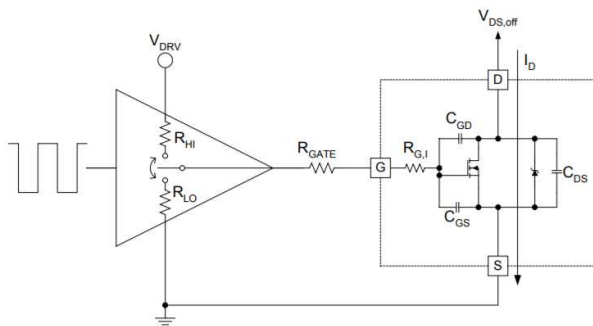 V_DS,off
V_DRV
I_D
D
C_GD
R_HI
R_GATE
G
R_G,I
C_DS
R_LO
C_GS
S